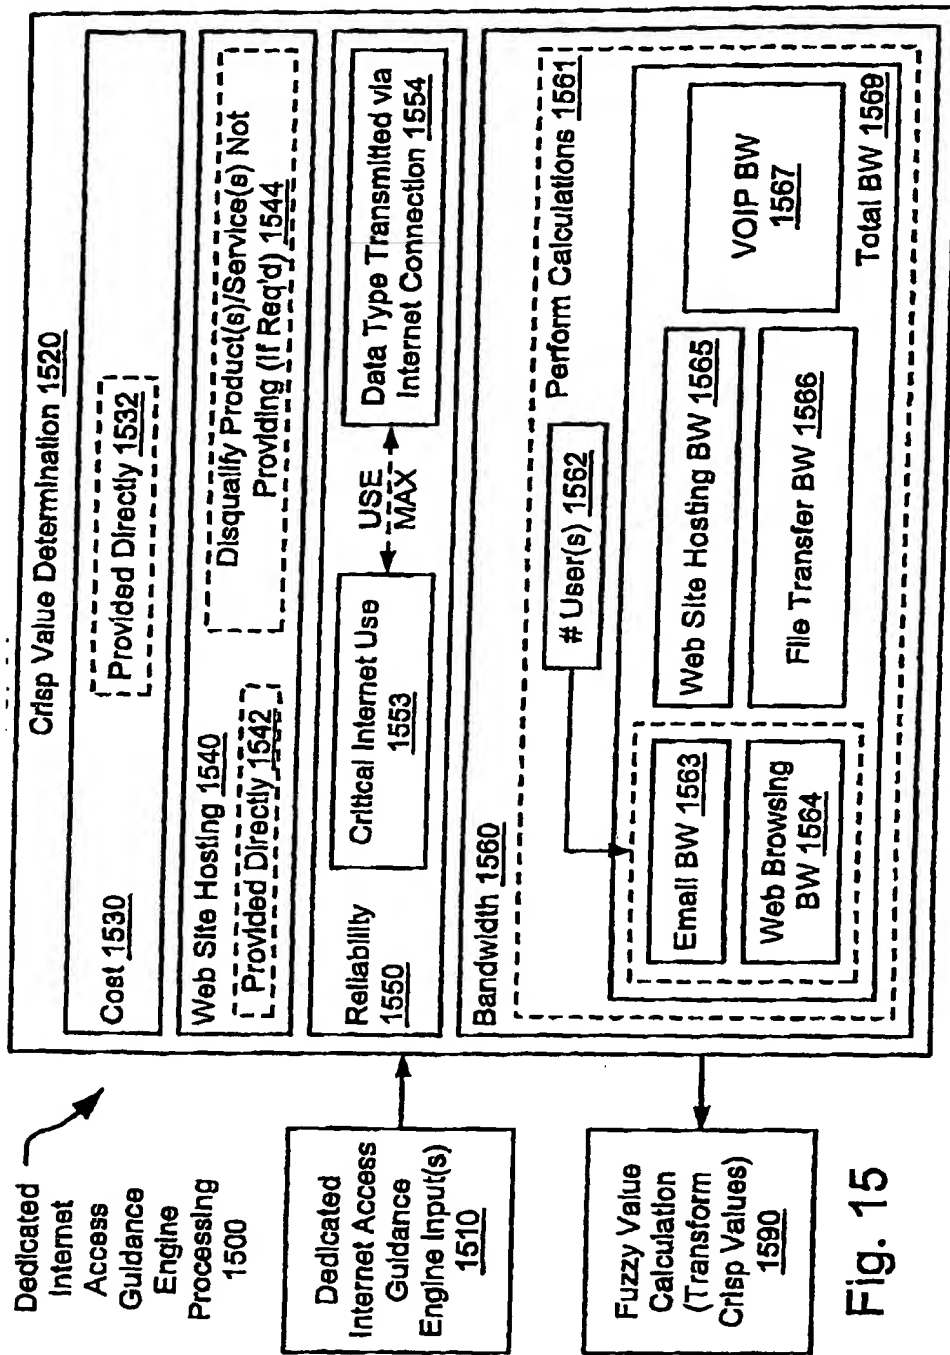 Dedicated
Internet
Access
Guidance
Engine
Processing
1500
Dedicated
Internet Access
Guidance
Engine Input(s)
1510
Fuzzy Value
Calculation
(Transform
Crisp Values)
1590
Crisp Value Determination 1520
Cost 1530
Provided Directly 1532
Web Site Hosting 1540
Provided Directly 1542
Disqualify Product(s)/Service(s) Not
Providing (If Req'd) 1544
Reliability
1550
Critical Internet Use
1553
USE
MAX
Data Type Transmitted via
Internet Connection 1554
Bandwidth 1560
# User(s) 1562
Perform Calculations 1561
Email BW 1563
Web Browsing
BW 1564
Web Site Hosting BW 1565
File Transfer BW 1566
VOIP BW
1567
Total BW 1569
Fig. 15